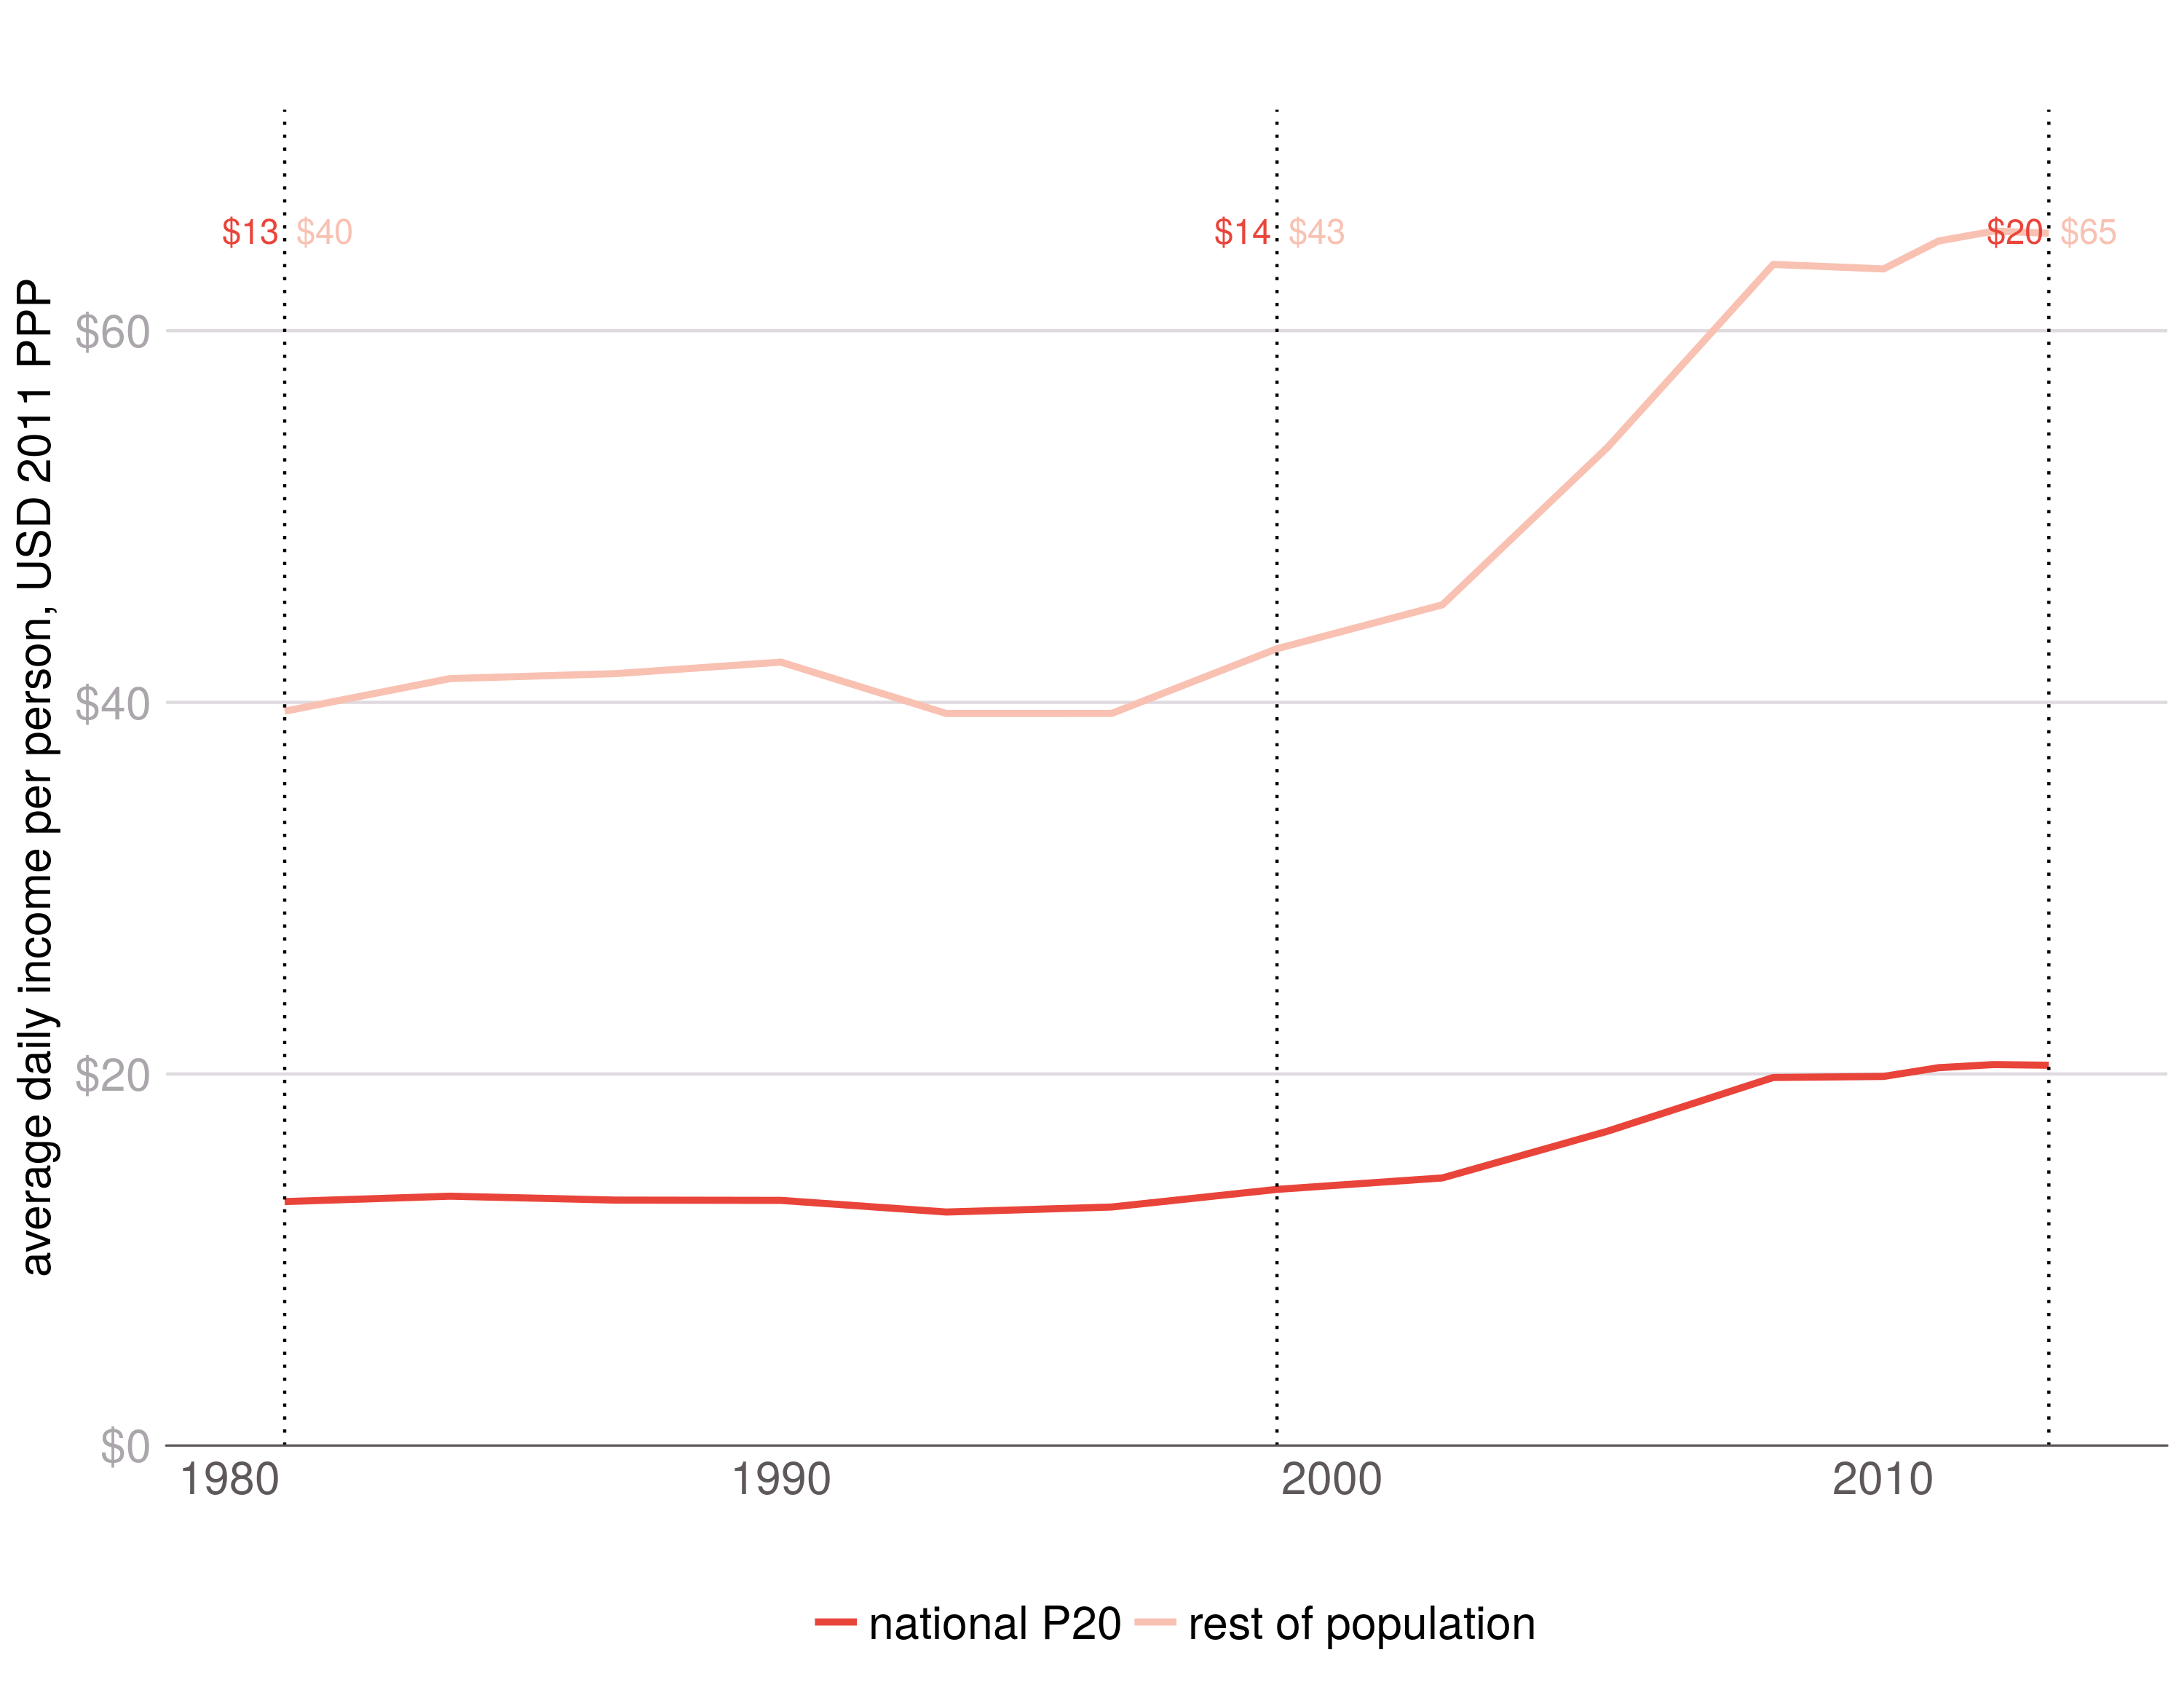 $13 $40
$14 $43
$20 $65
average daily income per person, USD 2011 PPP
$60
$40
$20
$0
1980 1990 2000 2010
national P20 rest of population